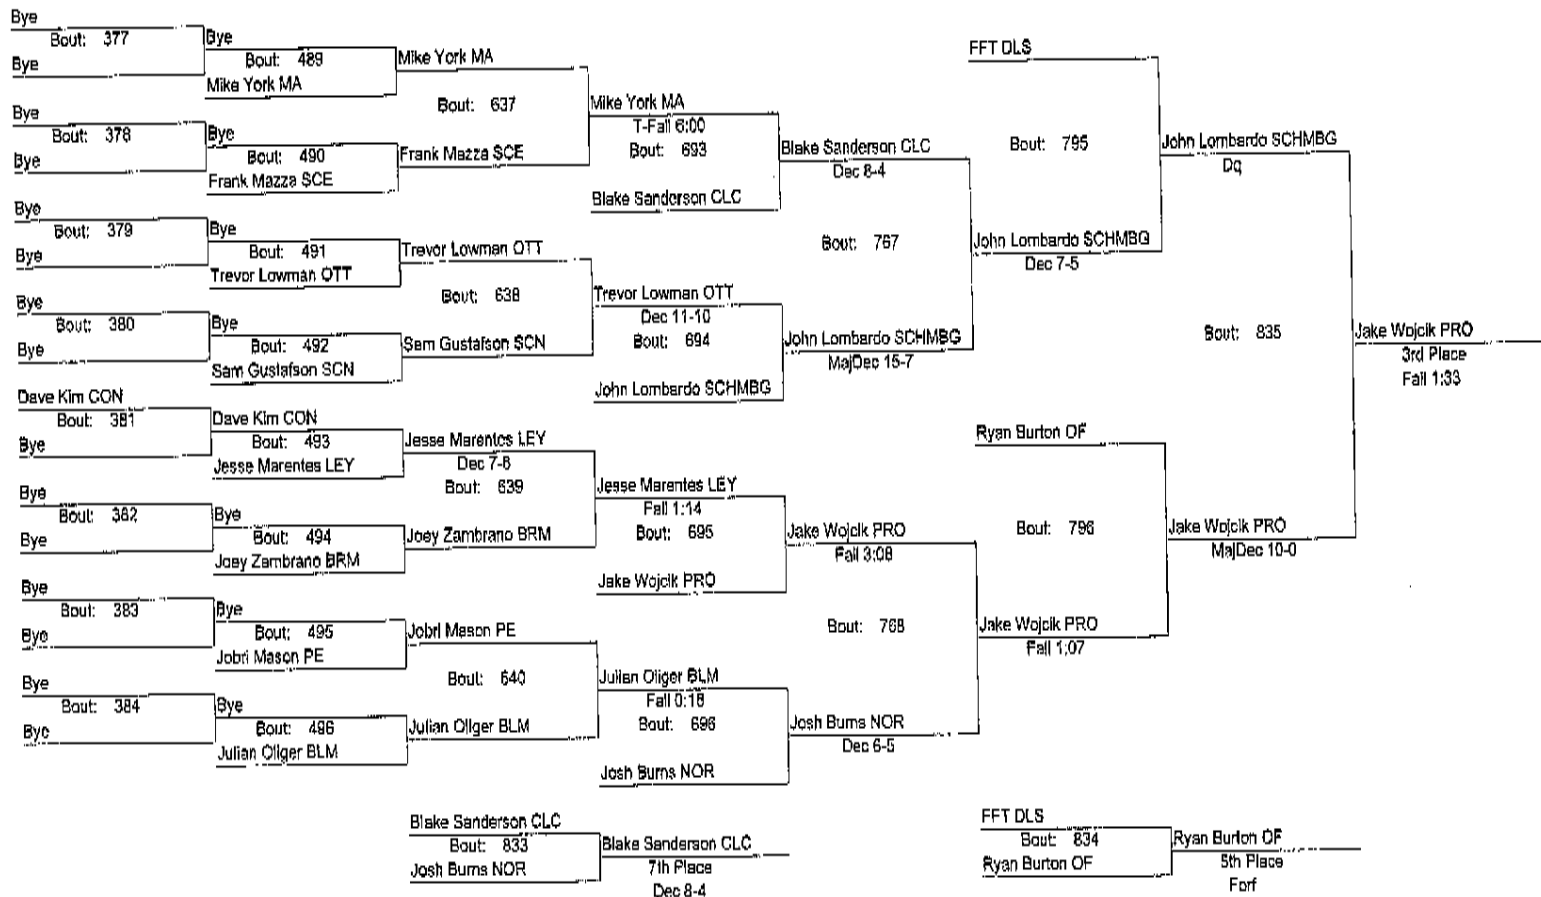 Bye
Bout: 377
Bye
Bye
Bout: 378
Bye
Bye
Bout: 379
Bye
Bye
Bout: 380
Bye
Dave Kim CON
Bout: 381
Bye
Bye
Bout: 382
Bye
Bye
Bout: 383
Bye
Bye
Bout: 384
Bye
Bye
Bout: 489
Mike York MA
Bye
Bout: 490
Frank Mazza SCE
Bye
Bout: 491
Trevor Lowman OTT
Bye
Bout: 492
Sam Gustafson SCN
Dave Kim CON
Bout: 493
Jesse Marentes LEY
Bye
Bout: 494
Joey Zambrano BRM
Bye
Bout: 495
Jobri Mason PE
Bye
Bout: 496
Julian Oliger BLM
Mike York MA
Bout: 637
Frank Mazza SCE
Trevor Lowman OTT
Bout: 638
Sam Gustafson SCN
Jesse Marentes LEY
Dec 7-6
Bout: 639
Joey Zambrano BRM
Jobri Mason PE
Bout: 640
Julian Oliger BLM
Mike York MA
T-Fall 6:00
Bout: 693
Blake Sanderson CLC
Trevor Lowman OTT
Dec 11-10
Bout: 694
John Lombardo SCHMBG
Jesse Marentes LEY
Fall 1:14
Bout: 695
Jake Wojcik PRO
Julian Oliger BLM
Fall 0:18
Bout: 696
Josh Burns NOR
Blake Sanderson CLC
Dec 8-4
Bout: 767
John Lombardo SCHMBG
MajDec 15-7
Jake Wojcik PRO
Fall 3:08
Bout: 768
Josh Burns NOR
Dec 6-5
FFT DLS
Bout: 795
John Lombardo SCHMBG
Dec 7-5
Ryan Burton OF
Bout: 796
Jake Wojcik PRO
Fall 1:07
John Lombardo SCHMBG
Dq
Bout: 835
Jake Wojcik PRO
MajDec 10-0
Jake Wojcik PRO
3rd Place
Fall 1:33
Blake Sanderson CLC
Bout: 833
Josh Burns NOR
Blake Sanderson CLC
7th Place
Dec 8-4
FFT DLS
Bout: 834
Ryan Burton OF
Ryan Burton OF
5th Place
Forf